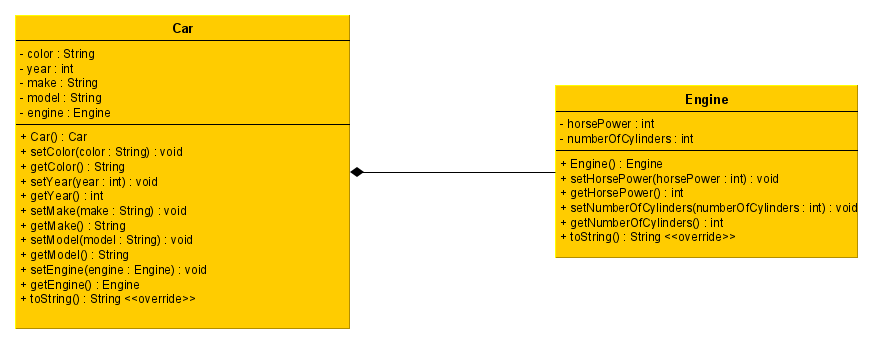 Car
- color : String
- year : int
- make : String
- model : String
- engine : Engine
+ Car() : Car
+ setColor(color : String) : void
+ getColor() : String
+ setYear(year : int) : void
+ getYear() : int
+ setMake(make : String) : void
+ getMake() : String
+ setModel(model : String) : void
+ getModel() : String
+ setEngine(engine : Engine) : void
+ getEngine() : Engine
+ toString() : String <<override>>
Engine
- horsePower : int
- numberOfCylinders : int
+ Engine() : Engine
+ setHorsePower(horsePower : int) : void
+ getHorsePower() : int
+ setNumberOfCylinders(numberOfCylinders : int) : void
+ getNumberOfCylinders() : int
+ toString() : String <<override>>